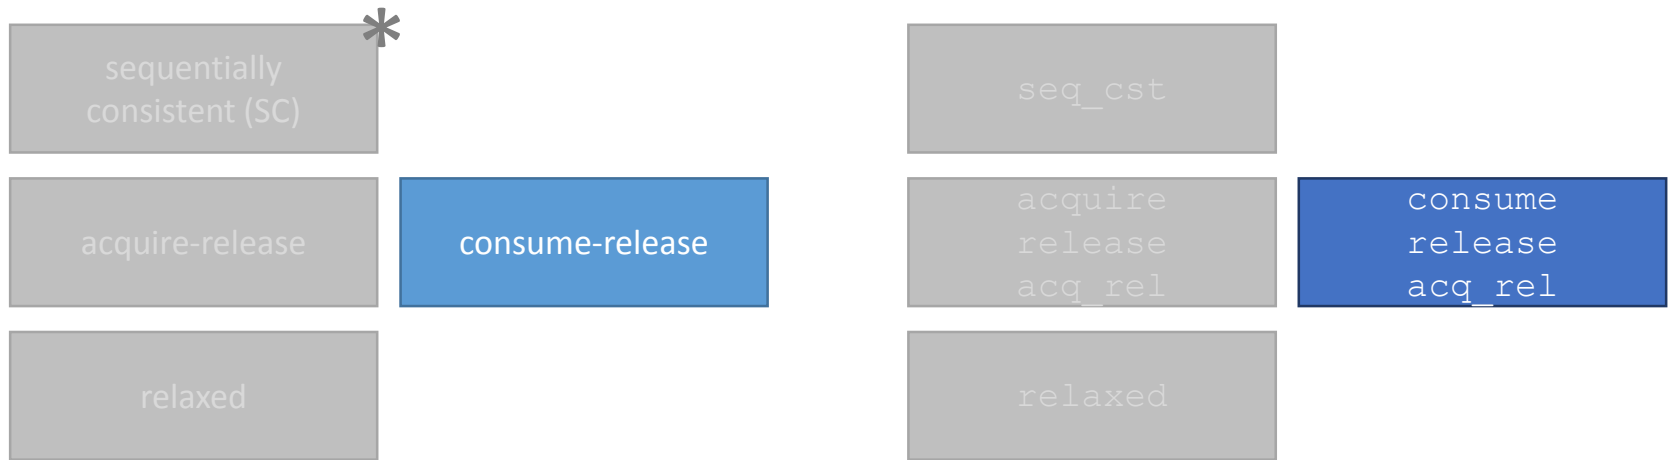 *
sequentially
consistent (SC)
seq_cst
acquire-release
consume-release
acquire
release
acq_rel
consume
release
acq_rel
relaxed
relaxed